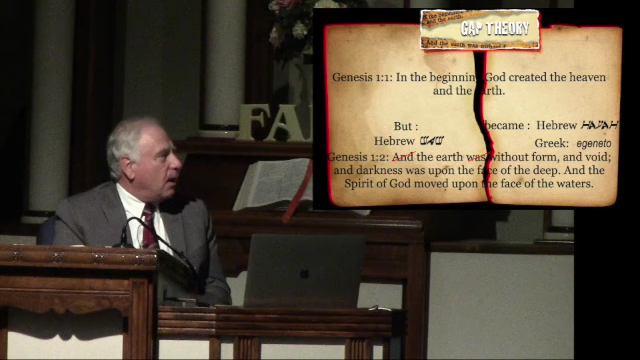 GAP THEORY
Genesis 1:1: In the beginning God created the heaven
and the earth.
But : became : Hebrew HAYAH
Hebrew WAW Greek: egeneto
Genesis 1:2: And the earth was without form, and void;
and darkness was upon the face of the deep. And the
Spirit of God moved upon the face of the waters.
FA